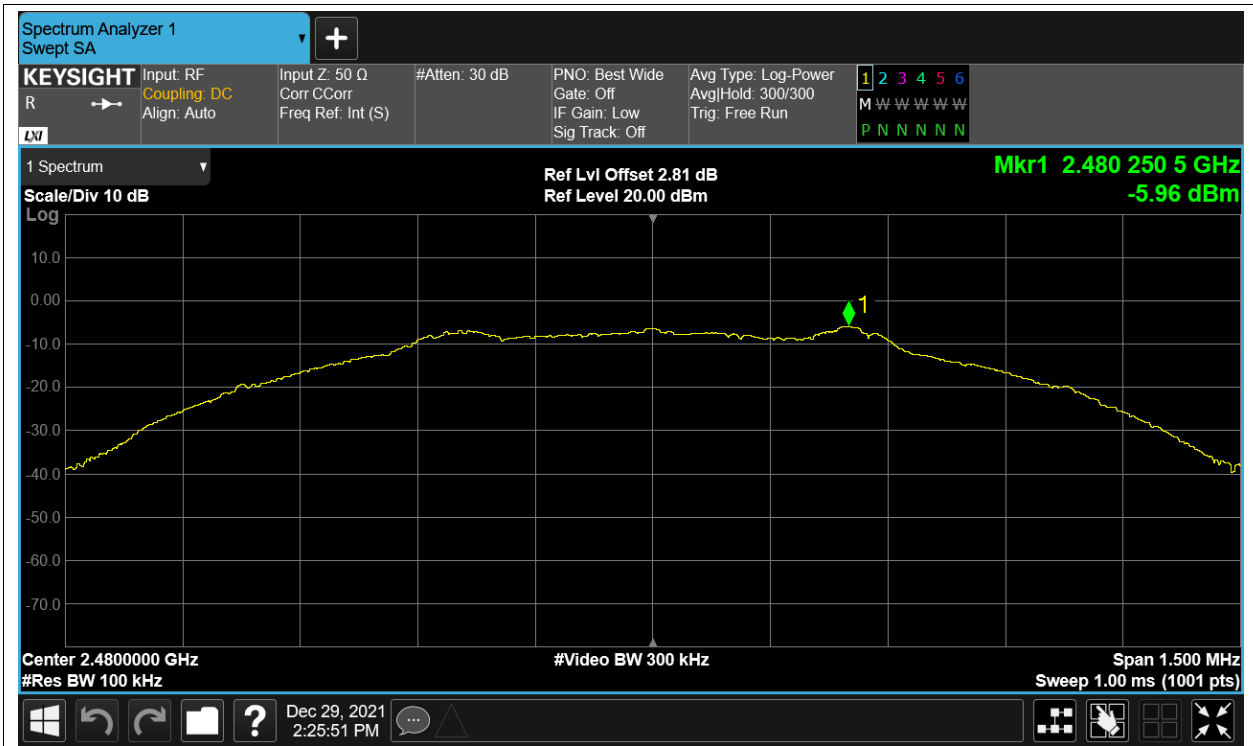 Spectrum Analyzer 1
Swept SA
KEYSIGHT
R
LXI
Input: RF
Coupling: DC
Align: Auto
Input Z: 50 Ω
Corr CCorr
Freq Ref: Int (S)
#Atten: 30 dB
PNO: Best Wide
Gate: Off
IF Gain: Low
Sig Track: Off
Avg Type: Log-Power
Avg|Hold: 300/300
Trig: Free Run
1 2 3 4 5 6
M W W W W W
P N N N N N
1 Spectrum
Scale/Div 10 dB
Log
Ref Lvl Offset 2.81 dB
Ref Level 20.00 dBm
Mkr1 2.480 250 5 GHz
-5.96 dBm
10.0
0.00
1
-10.0
-20.0
-30.0
-40.0
-50.0
-60.0
-70.0
Center 2.4800000 GHz
#Video BW 300 kHz
Span 1.500 MHz
#Res BW 100 kHz
Sweep 1.00 ms (1001 pts)
?
Dec 29, 2021
2:25:51 PM